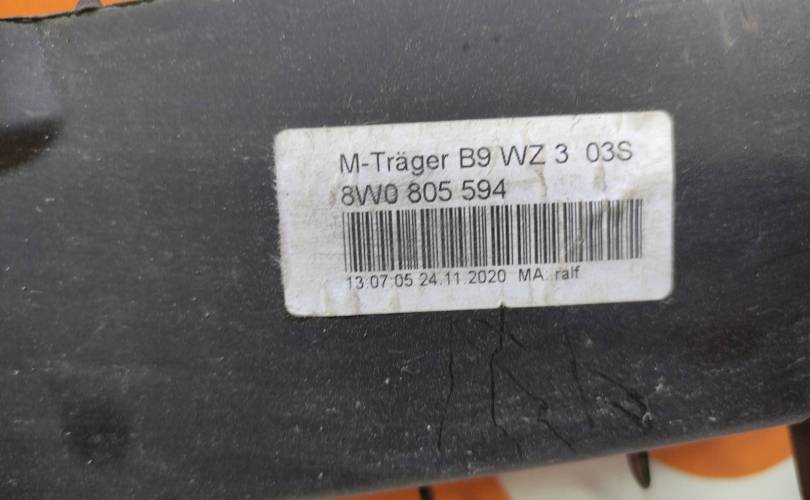 M-Träger B9 WZ 3 03S
8W0 805 594
13:07:05 24.11.2020 MA: ralf